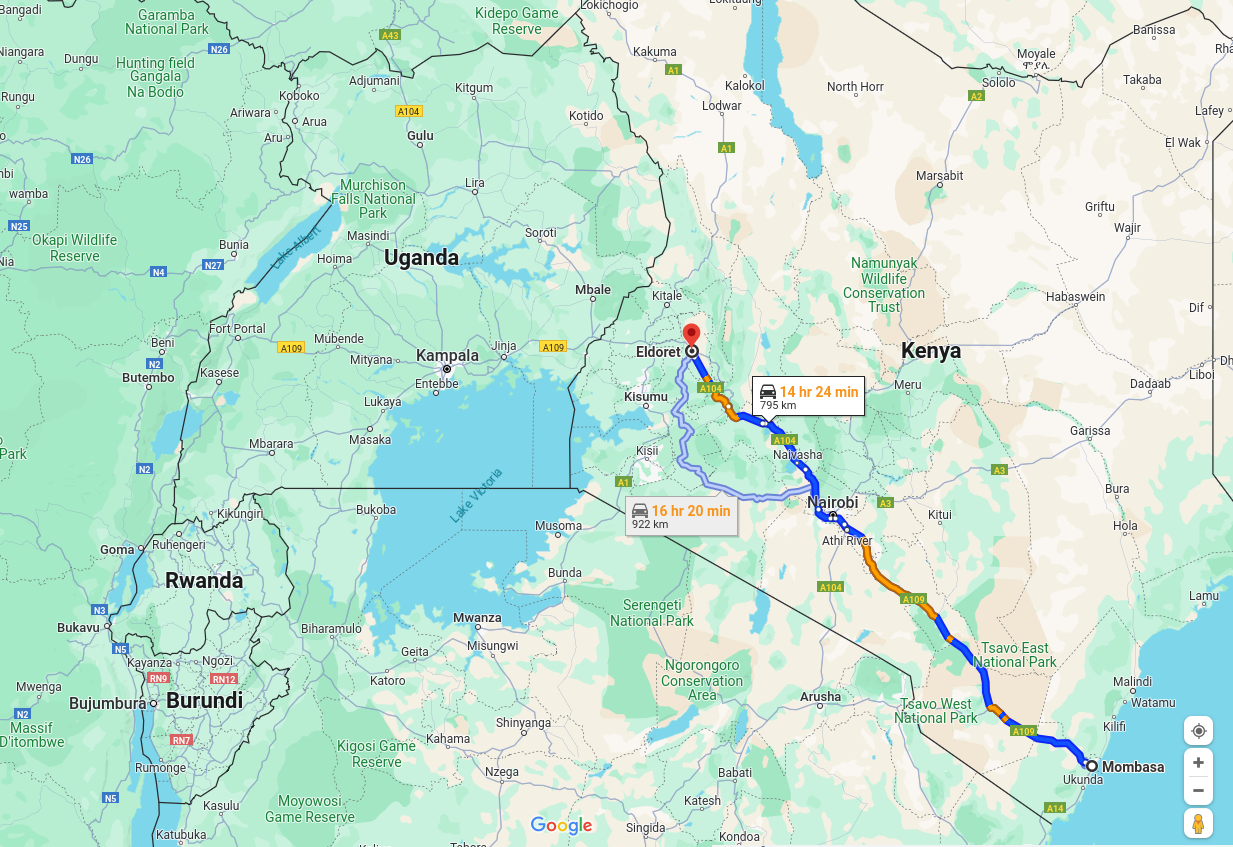 Bangadi
Garamba
National Park
Kidepo Game
Reserve
Lokichogio
Banissa
A43
N26
Niangara
Dungu
Kakuma
A1
Moyale
ሞያሌ
Sololo
Takaba
Hunting field
Gangala
Na Bodio
Adjumani
Kitgum
Kalokol
North Horr
A2
Rungu
Koboko
Ariwara
Arua
Aru
A104
Gulu
Kotido
Lodwar
Lafey
N26
A1
El Wak
wamba
Murchison
Falls National
Park
Lira
Marsabit
N25
Okapi Wildlife
Reserve
Bunia
Lake Albert
Masindi
Hoima
Soroti
Uganda
Griftu
Wajir
N4
N27
Mbale
Kitale
Namunyak
Wildlife
Conservation
Trust
Habaswein
Dif
Fort Portal
Beni
N2
Butembo
Kasese
A109
Mubende
Mityana
Kampala
Jinja
A109
Entebbe
Eldoret
Kenya
A104
14 hr 24 min
795 km
Meru
Dadaab
Liboi
Lukaya
Masaka
Mbarara
Kisumu
Kisii
A104
Naivasha
Garissa
Park
N2
A1
A3
Lake Victoria
16 hr 20 min
922 km
Nairobi
A3
Bura
Kikungiri
Bukoba
Musoma
Athi River
Kitui
Hola
Goma
Ruhengeri
Rwanda
Bunda
A104
A109
Lamu
N3
Bukavu
Biharamulo
Mwanza
Misungwi
Serengeti
National Park
N5
Kayanza
Ngozi
RN9
RN12
Geita
Katoro
Ngorongoro
Conservation
Area
Tsavo East
National Park
Mwenga
Bujumbura
Burundi
Arusha
Tsavo West
National Park
Malindi
Watamu
Kilifi
N2
Massif
D'itombwe
RN7
Shinyanga
Kahama
A109
Kigosi Game
Reserve
Rumonge
Nzega
Babati
Mombasa
Ukunda
N5
Kasulu
Moyowosi
Game Reserve
Katesh
A14
Katubuka
Google
Singida
Kondoa